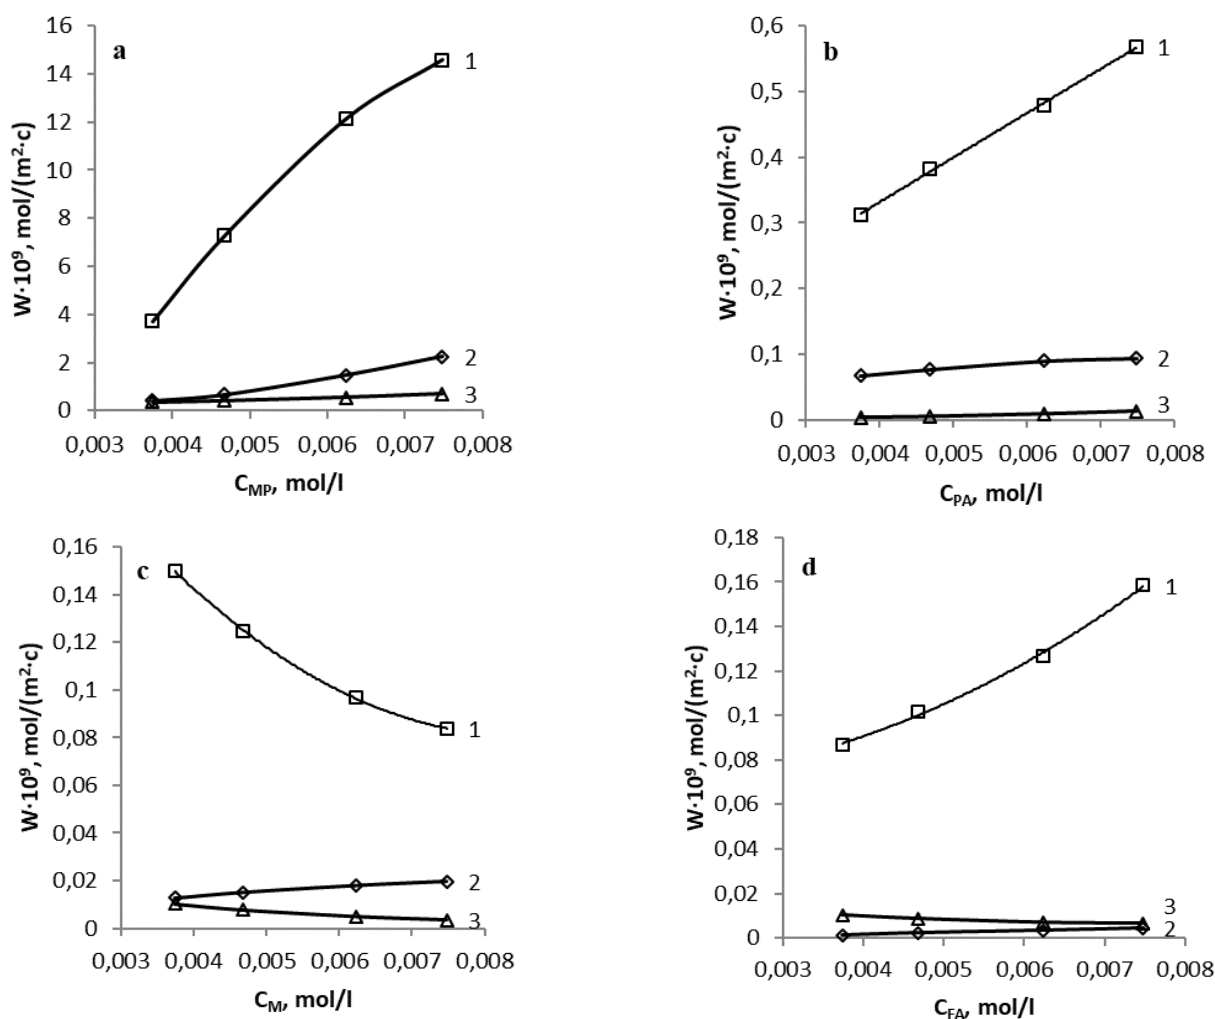 a
W·10⁹, mol/(m²·c)
16
14
12
10
8
6
4
2
0
1
2
3
0,003 0,004 0,005 0,006 0,007 0,008
C_MP, mol/l
b
W·10⁹, mol/(m²·c)
0,6
0,5
0,4
0,3
0,2
0,1
0
1
2
3
0,003 0,004 0,005 0,006 0,007 0,008
C_PA, mol/l
c
W·10⁹, mol/(m²·c)
0,16
0,14
0,12
0,1
0,08
0,06
0,04
0,02
0
1
2
3
0,003 0,004 0,005 0,006 0,007 0,008
C_M, mol/l
d
W·10⁹, mol/(m²·c)
0,18
0,16
0,14
0,12
0,1
0,08
0,06
0,04
0,02
0
1
3
2
0,003 0,004 0,005 0,006 0,007 0,008
C_FA, mol/l